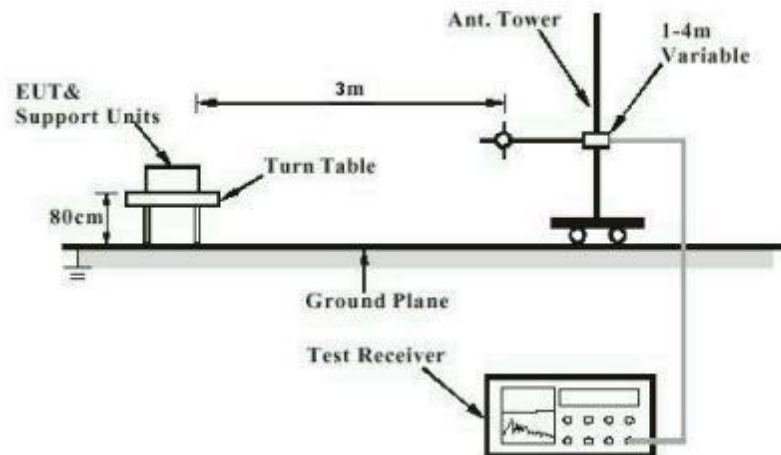 Ant. Tower
1-4m
Variable
3m
EUT&
Support Units
Turn Table
80cm
Ground Plane
Test Receiver